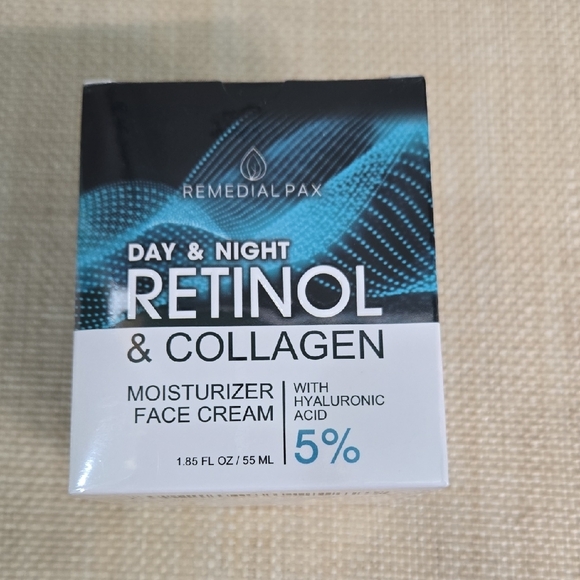 REMEDIAL PAX
DAY & NIGHT
RETINOL
& COLLAGEN
MOISTURIZER
FACE CREAM
1.85 FL OZ / 55 ML
WITH
HYALURONIC
ACID
5%